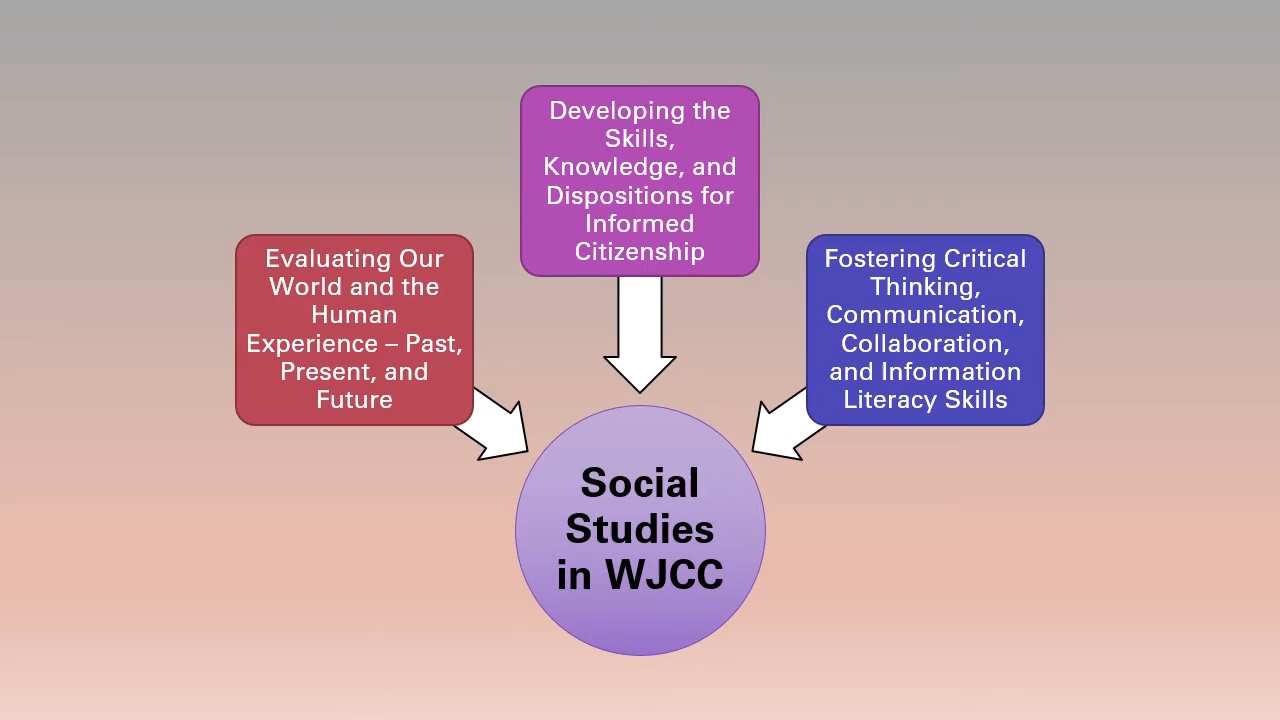 Developing the
Skills,
Knowledge, and
Dispositions for
Informed
Citizenship
Evaluating Our
World and the
Human
Experience – Past,
Present, and
Future
Fostering Critical
Thinking,
Communication,
Collaboration,
and Information
Literacy Skills
Social
Studies
in WJCC